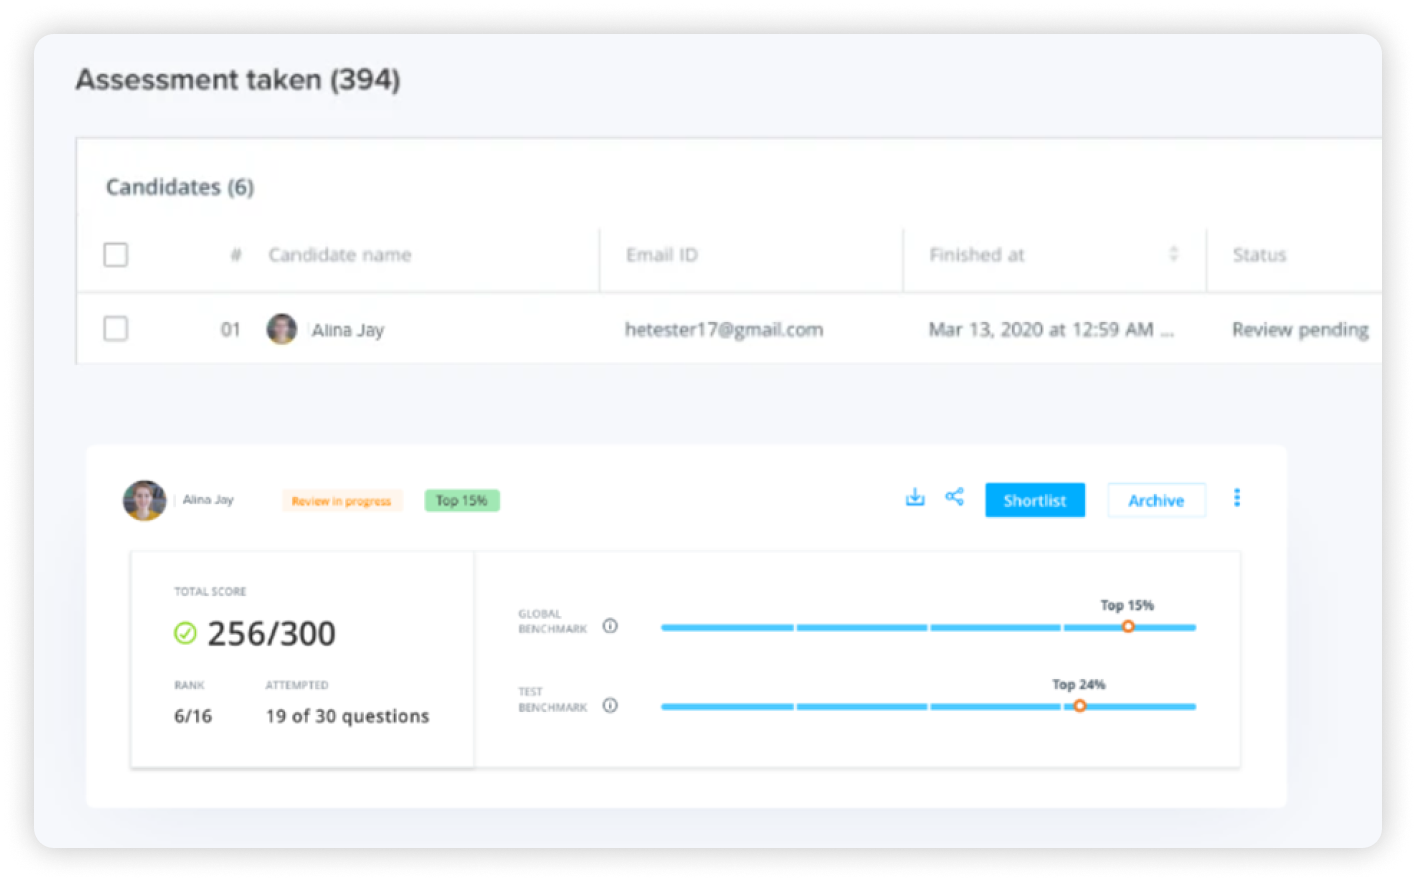 Assessment taken (394)
Candidates (6)
# Candidate name Email ID Finished at Status
01 Alina Jay hetester17@gmail.com Mar 13, 2020 at 12:59 AM ... Review pending
Alina Jay Review in progress Top 15% Shortlist Archive
TOTAL SCORE
256/300
RANK ATTEMPTED
6/16 19 of 30 questions
Top 15%
GLOBAL
BENCHMARK
Top 24%
TEST
BENCHMARK